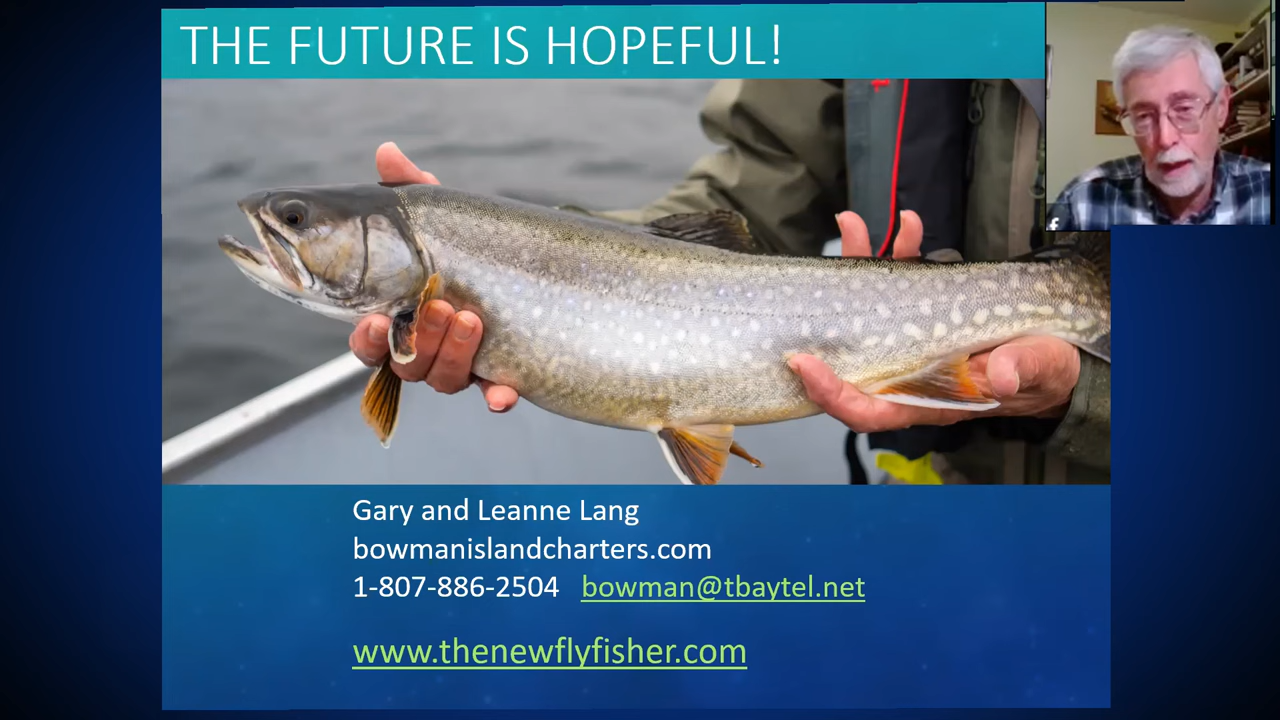 THE FUTURE IS HOPEFUL!
Gary and Leanne Lang
bowmanislandcharters.com
1-807-886-2504 bowman@tbaytel.net
www.thenewflyfisher.com